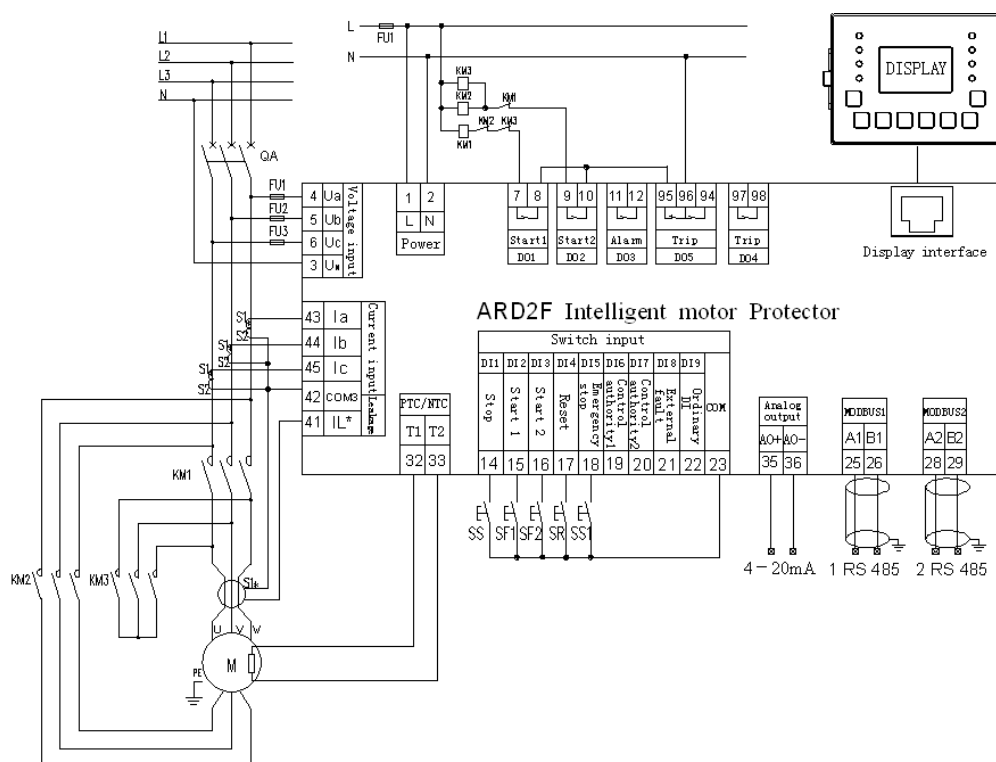 L1
L2
L3
N
QA
L
FU1
N
KM3
KM2
KM1
KM2 KM3
KM1
DISPLAY
Display interface
FU1
FU2
FU3
4 Ua
5 Ub
6 Uc
3 UN
Voltage input
1 2
L N
Power
7 8
Start1
DO1
9 10
Start2
DO2
11 12
Alarm
DO3
95 96 94
Trip
DO5
97 98
Trip
DO4
ARD2F Intelligent motor Protector
S1
S2
S1
S2
S1
S2
43 Ia
44 Ib
45 Ic
42 COM3
41 IL*
Current input
Leakage
PTC/NTC
T1 T2
32 33
Switch input
DI1 DI2 DI3 DI4 DI5 DI6 DI7 DI8 DI9
Stop
Start 1
Start 2
Reset
Emergency stop
Control authority1
Control authority2
External fault
Ordinary DI
COM
14 15 16 17 18 19 20 21 22 23
SS SF1 SF2 SR SS1
Analog output
AO+ AO-
35 36
4-20mA
MODBUS1
A1 B1
25 26
1 RS 485
MODBUS2
A2 B2
28 29
2 RS 485
KM1
KM2
KM3
S1*
U V W
M
PE